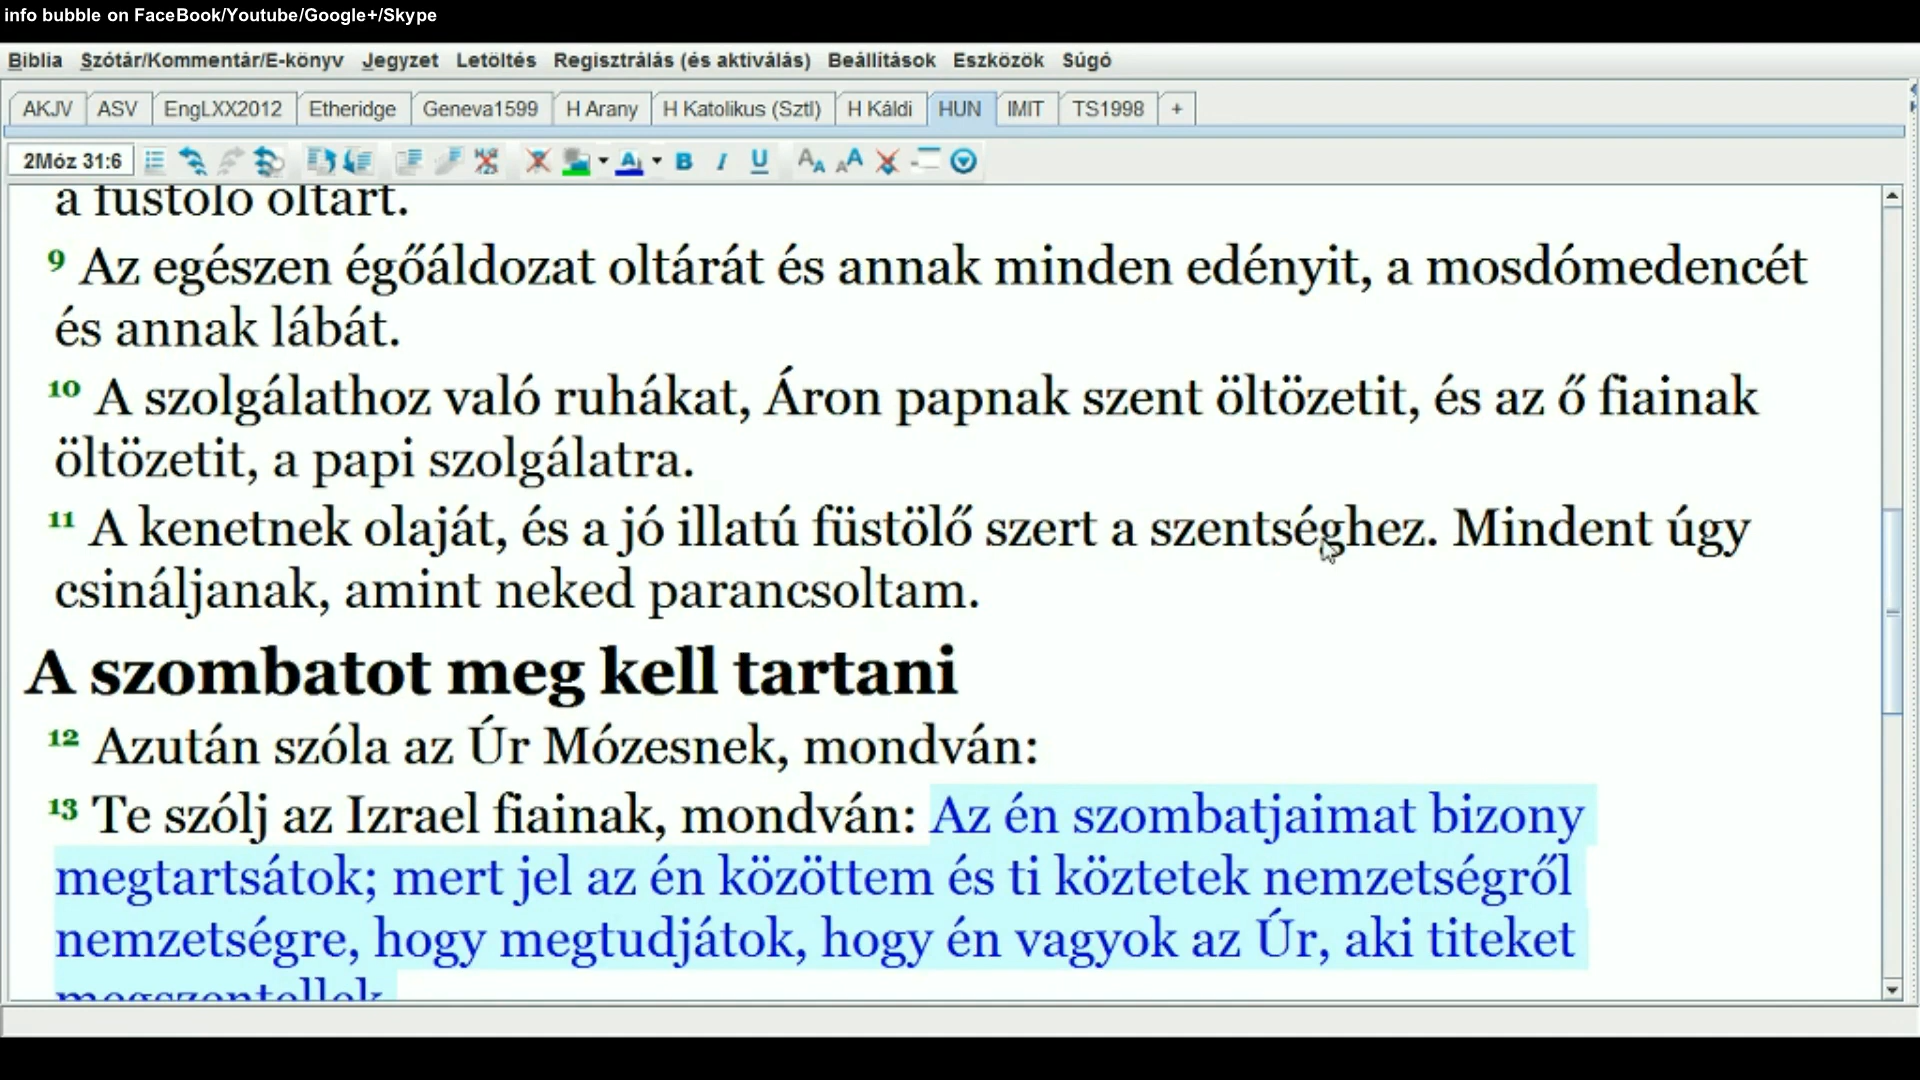 info bubble on FaceBook/Youtube/Google+/Skype
Biblia Szótár/Kommentár/E-könyv Jegyzet Letöltés Regisztrálás (és aktiválás) Beállítások Eszközök Súgó
AKJV ASV EngLXX2012 Etheridge Geneva1599 H Arany H Katolikus (Sztl) H Káldi HUN IMIT TS1998 +
2Móz 31:6
a füstölő oltárt.
9 Az egészen égőáldozat oltárát és annak minden edényit, a mosdómedencét
és annak lábát.
10 A szolgálathoz való ruhákat, Áron papnak szent öltözetit, és az ő fiainak
öltözetit, a papi szolgálatra.
11 A kenetnek olaját, és a jó illatú füstölő szert a szentséghez. Mindent úgy
csináljanak, amint neked parancsoltam.
A szombatot meg kell tartani
12 Azután szóla az Úr Mózesnek, mondván:
13 Te szólj az Izrael fiainak, mondván: Az én szombatjaimat bizony
megtartsátok; mert jel az én közöttem és ti köztetek nemzetségről
nemzetségre, hogy megtudjátok, hogy én vagyok az Úr, aki titeket
megszentellek